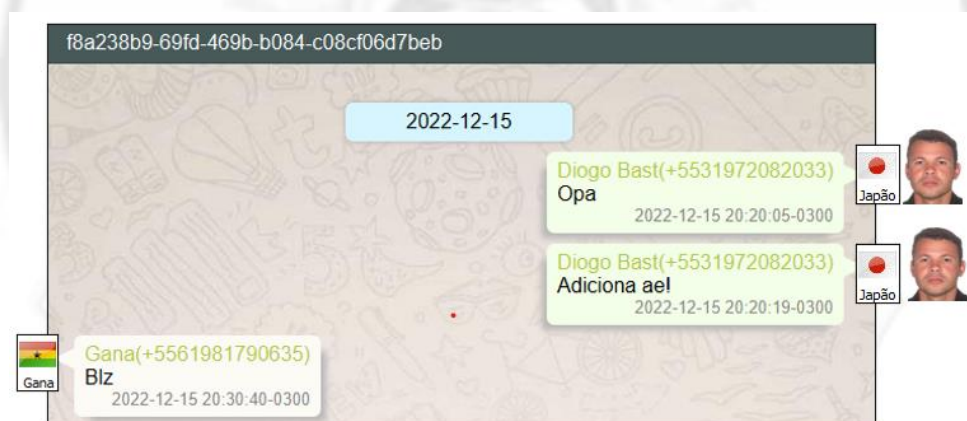 f8a238b9-69fd-469b-b084-c08cf06d7beb
2022-12-15
Diogo Bast(+5531972082033)
Opa
2022-12-15 20:20:05-0300
Japão
Diogo Bast(+5531972082033)
Adiciona ae!
2022-12-15 20:20:19-0300
Japão
Gana(+5561981790635)
Blz
2022-12-15 20:30:40-0300
Gana